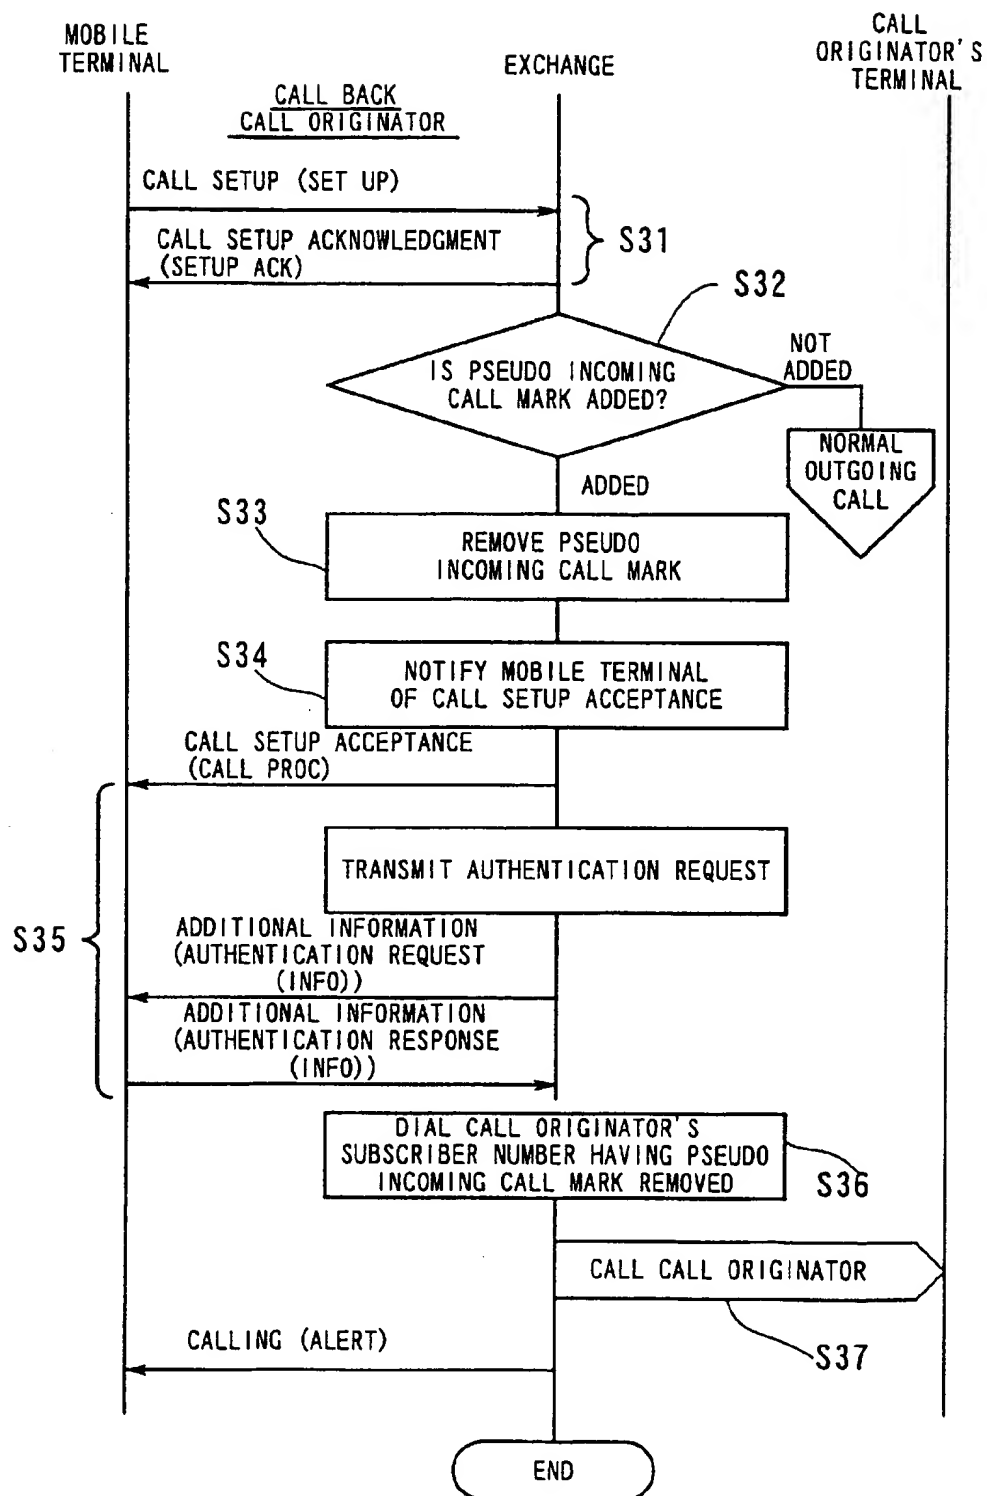 MOBILE
TERMINAL
EXCHANGE
CALL
ORIGINATOR'S
TERMINAL
CALL BACK
CALL ORIGINATOR
CALL SETUP (SET UP)
CALL SETUP ACKNOWLEDGMENT
(SETUP ACK)
S31
S32
IS PSEUDO INCOMING
CALL MARK ADDED?
NOT
ADDED
NORMAL
OUTGOING
CALL
ADDED
S33
REMOVE PSEUDO
INCOMING CALL MARK
S34
NOTIFY MOBILE TERMINAL
OF CALL SETUP ACCEPTANCE
CALL SETUP ACCEPTANCE
(CALL PROC)
TRANSMIT AUTHENTICATION REQUEST
S35
ADDITIONAL INFORMATION
(AUTHENTICATION REQUEST
(INFO))
ADDITIONAL INFORMATION
(AUTHENTICATION RESPONSE
(INFO))
DIAL CALL ORIGINATOR'S
SUBSCRIBER NUMBER HAVING PSEUDO
INCOMING CALL MARK REMOVED
S36
CALL CALL ORIGINATOR
S37
CALLING (ALERT)
END